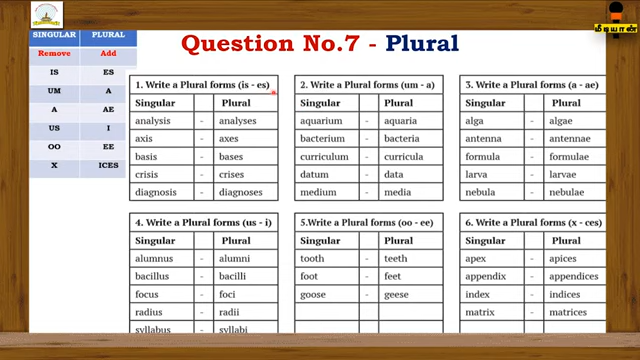 Question No.7 - Plural
மீடியான்
SINGULAR PLURAL
Remove Add
IS ES
UM A
A AE
US I
OO EE
X ICES
1. Write a Plural forms (is - es)
Singular Plural
analysis - analyses
axis - axes
basis - bases
crisis - crises
diagnosis - diagnoses
2. Write a Plural forms (um - a)
Singular Plural
aquarium - aquaria
bacterium - bacteria
curriculum - curricula
datum - data
medium - media
3. Write a Plural forms (a - ae)
Singular Plural
alga - algae
antenna - antennae
formula - formulae
larva - larvae
nebula - nebulae
4. Write a Plural forms (us - i)
Singular Plural
alumnus - alumni
bacillus - bacilli
focus - foci
radius - radii
syllabus - syllabi
5.Write a Plural forms (oo - ee)
Singular Plural
tooth - teeth
foot - feet
goose - geese
6. Write a Plural forms (x - ces)
Singular Plural
apex - apices
appendix - appendices
index - indices
matrix - matrices